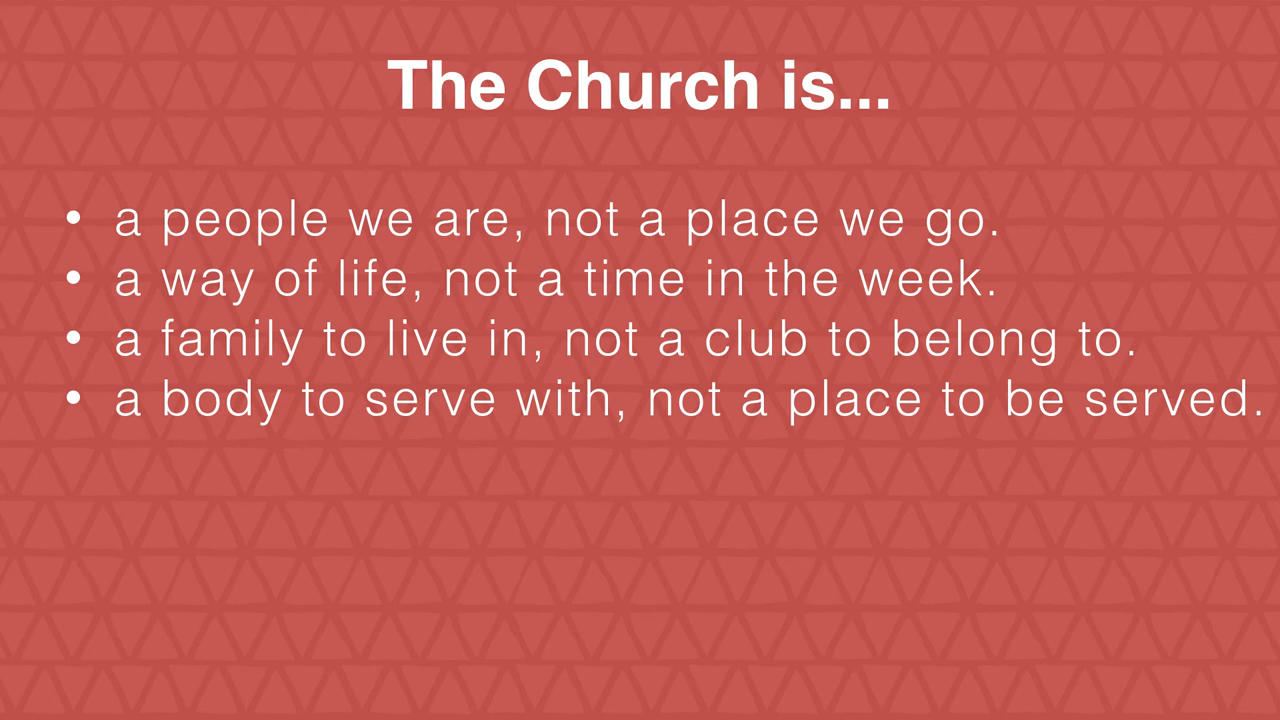 The Church is...
• a people we are, not a place we go.
• a way of life, not a time in the week.
• a family to live in, not a club to belong to.
• a body to serve with, not a place to be served.